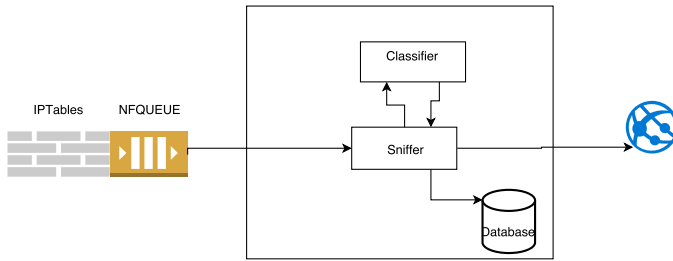 Classifier
IPTables
NFQUEUE
Sniffer
Database